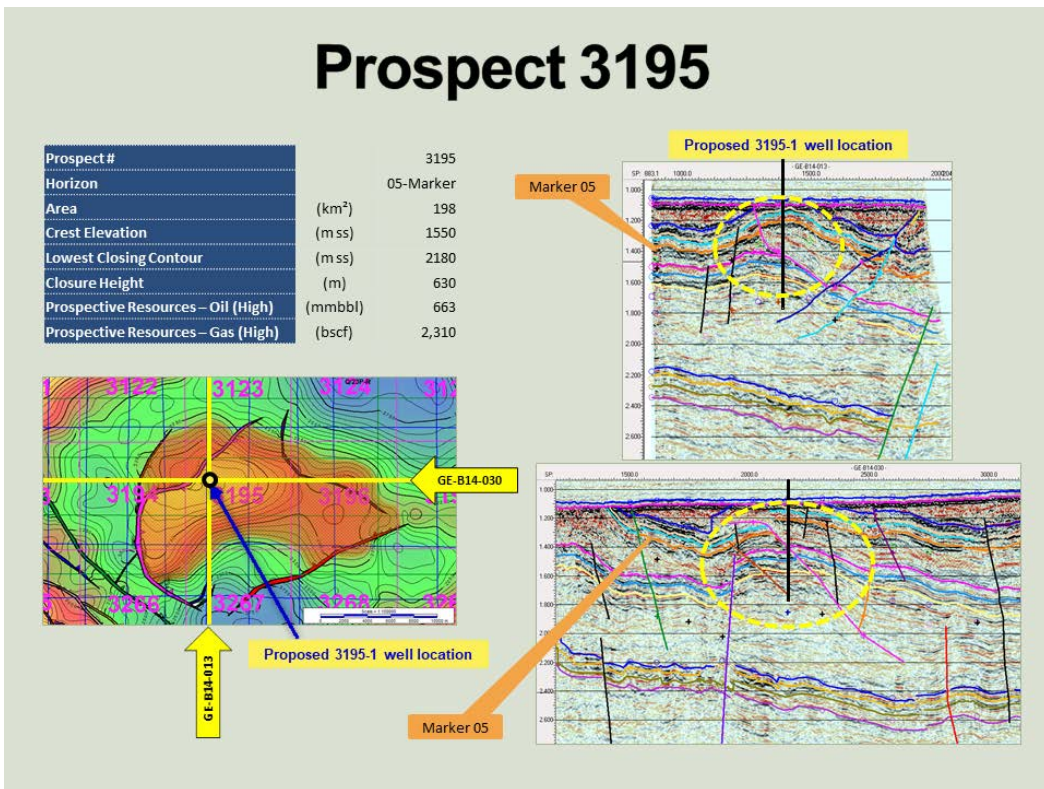 Prospect 3195
Prospect # 3195
Horizon 05-Marker
Area (km²) 198
Crest Elevation (m ss) 1550
Lowest Closing Contour (m ss) 2180
Closure Height (m) 630
Prospective Resources – Oil (High) (mmbbl) 663
Prospective Resources – Gas (High) (bscf) 2,310
Proposed 3195-1 well location
Marker 05
- GE-B14-013 -
SP: 1000.0 1500.0
1.000
1.200
1.400
1.600
1.800
2.000
2.200
2.400
2.600
3122 3123 3124
3194 3195 3196
3266 3267 3268
GE-B14-030
GE-B14-013
Proposed 3195-1 well location
Marker 05
- GE-B14-030 -
SP: 1500.0 2000.0 2500.0 3000.0
1.000
1.200
1.400
1.600
1.800
2.200
2.400
2.600